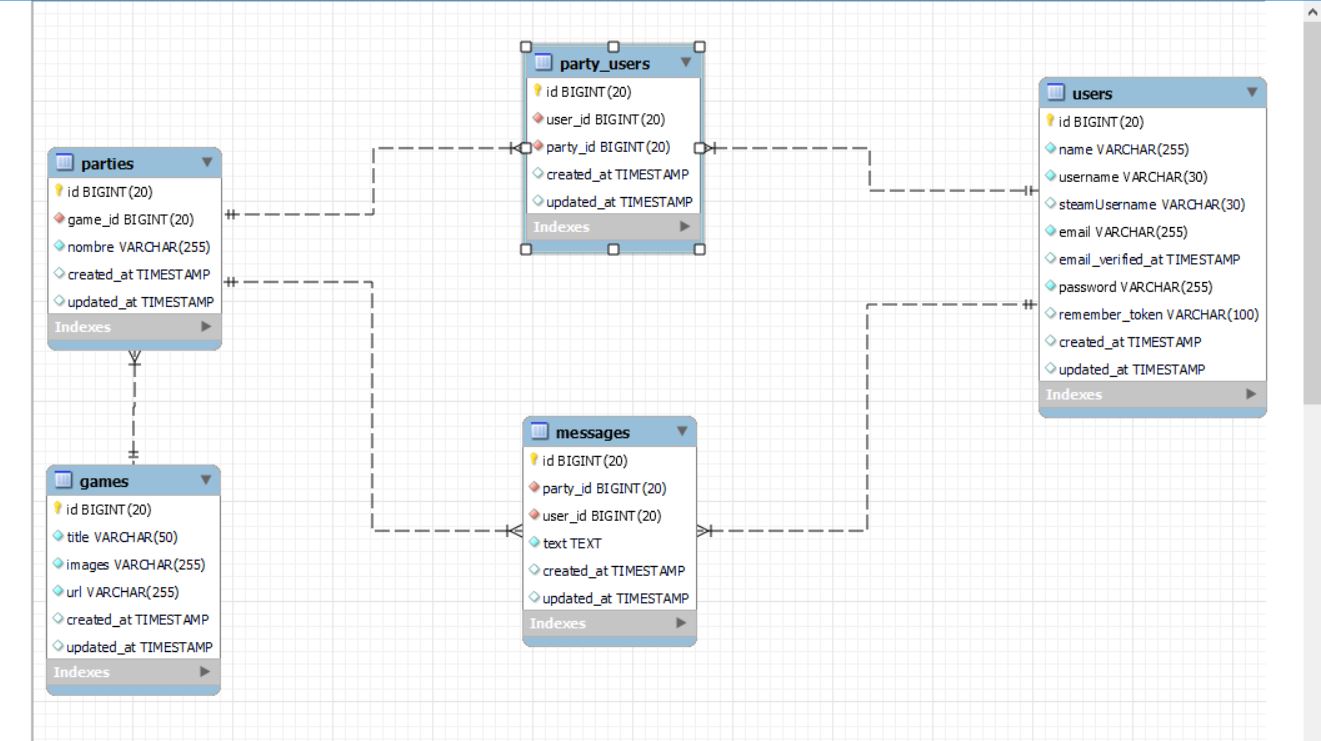 party_users
id BIGINT(20)
user_id BIGINT(20)
party_id BIGINT(20)
created_at TIMESTAMP
updated_at TIMESTAMP
Indexes
users
id BIGINT(20)
name VARCHAR(255)
username VARCHAR(30)
steamUsername VARCHAR(30)
email VARCHAR(255)
email_verified_at TIMESTAMP
password VARCHAR(255)
remember_token VARCHAR(100)
created_at TIMESTAMP
updated_at TIMESTAMP
Indexes
parties
id BIGINT(20)
game_id BIGINT(20)
nombre VARCHAR(255)
created_at TIMESTAMP
updated_at TIMESTAMP
Indexes
messages
id BIGINT(20)
party_id BIGINT(20)
user_id BIGINT(20)
text TEXT
created_at TIMESTAMP
updated_at TIMESTAMP
Indexes
games
id BIGINT(20)
title VARCHAR(50)
images VARCHAR(255)
url VARCHAR(255)
created_at TIMESTAMP
updated_at TIMESTAMP
Indexes